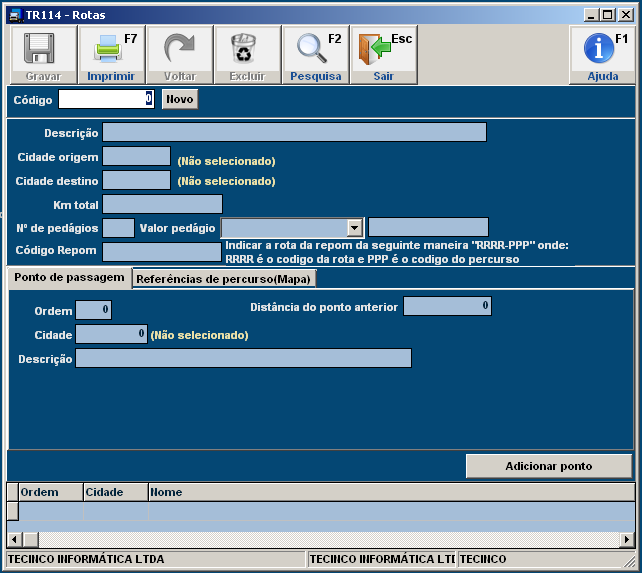 TR114 - Rotas
Gravar
F7
Imprimir
Voltar
Excluir
F2
Pesquisa
Esc
Sair
F1
Ajuda
Código 0 Novo
Descrição
Cidade origem (Não selecionado)
Cidade destino (Não selecionado)
Km total
Nº de pedágios Valor pedágio
Código Repom Indicar a rota da repom da seguinte maneira "RRRR-PPP" onde:
RRRR é o codigo da rota e PPP é o codigo do percurso
Ponto de passagem Referências de percurso(Mapa)
Ordem 0 Distância do ponto anterior 0
Cidade 0 (Não selecionado)
Descrição
Adicionar ponto
Ordem Cidade Nome
TECINCO INFORMÁTICA LTDA TECINCO INFORMÁTICA LTI TECINCO